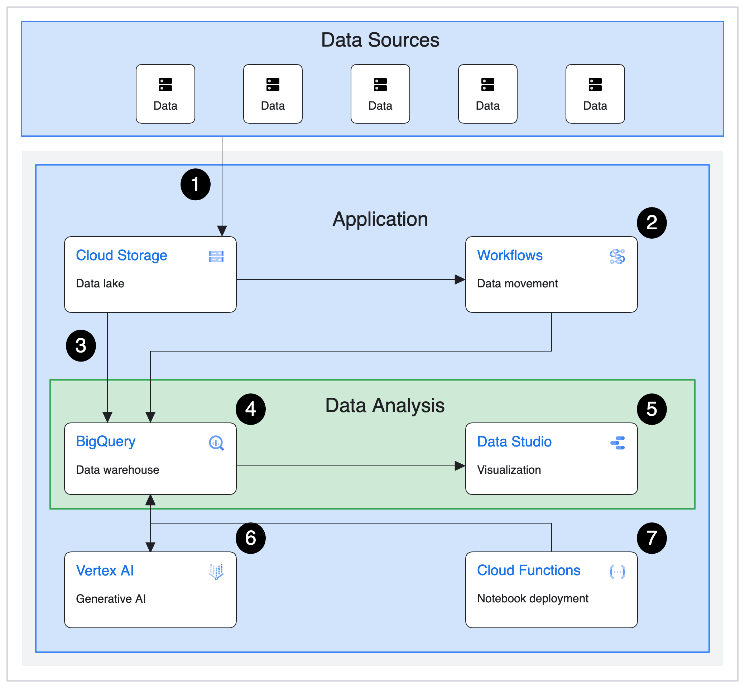 Data Sources
Data
Data
Data
Data
Data
1
Application
2
Cloud Storage
Data lake
Workflows
Data movement
3
Data Analysis
4
5
BigQuery
Data warehouse
Data Studio
Visualization
6
7
Vertex AI
Generative AI
Cloud Functions
Notebook deployment